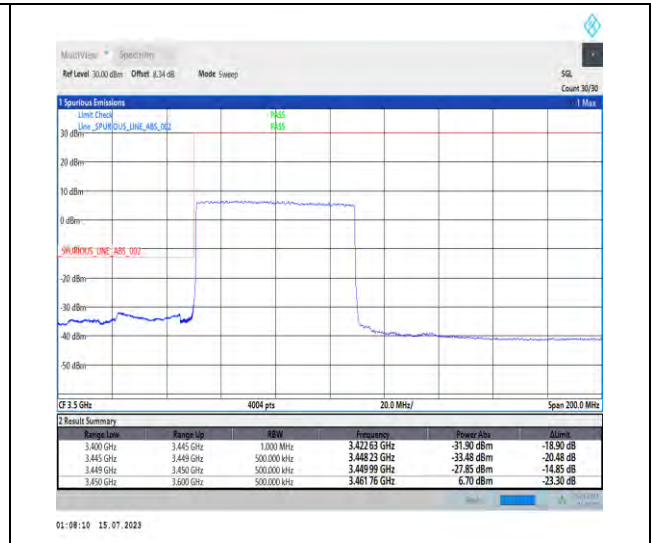 MultiView Spectrum
Ref Level 30.00 dBm Offset 8.34 dB Mode Sweep SGL
Count 30/30
1 Spurious Emissions 1 Max
Limit Check PASS
Line _SPURIOUS_LINE_ABS_002 PASS
30 dBm
20 dBm
10 dBm
0 dBm
_SPURIOUS_LINE_ABS_002
-20 dBm
-30 dBm
-40 dBm
-50 dBm
CF 3.5 GHz 4004 pts 20.0 MHz/ Span 200.0 MHz
2 Result Summary
Range Low Range Up RBW Frequency Power Abs ΔLimit
3.400 GHz 3.445 GHz 1.000 MHz 3.422 63 GHz -31.90 dBm -18.90 dB
3.445 GHz 3.449 GHz 500.000 kHz 3.448 23 GHz -33.48 dBm -20.48 dB
3.449 GHz 3.450 GHz 500.000 kHz 3.449 99 GHz -27.85 dBm -14.85 dB
3.450 GHz 3.600 GHz 500.000 kHz 3.461 76 GHz 6.70 dBm -23.30 dB
01:08:10 15.07.2023